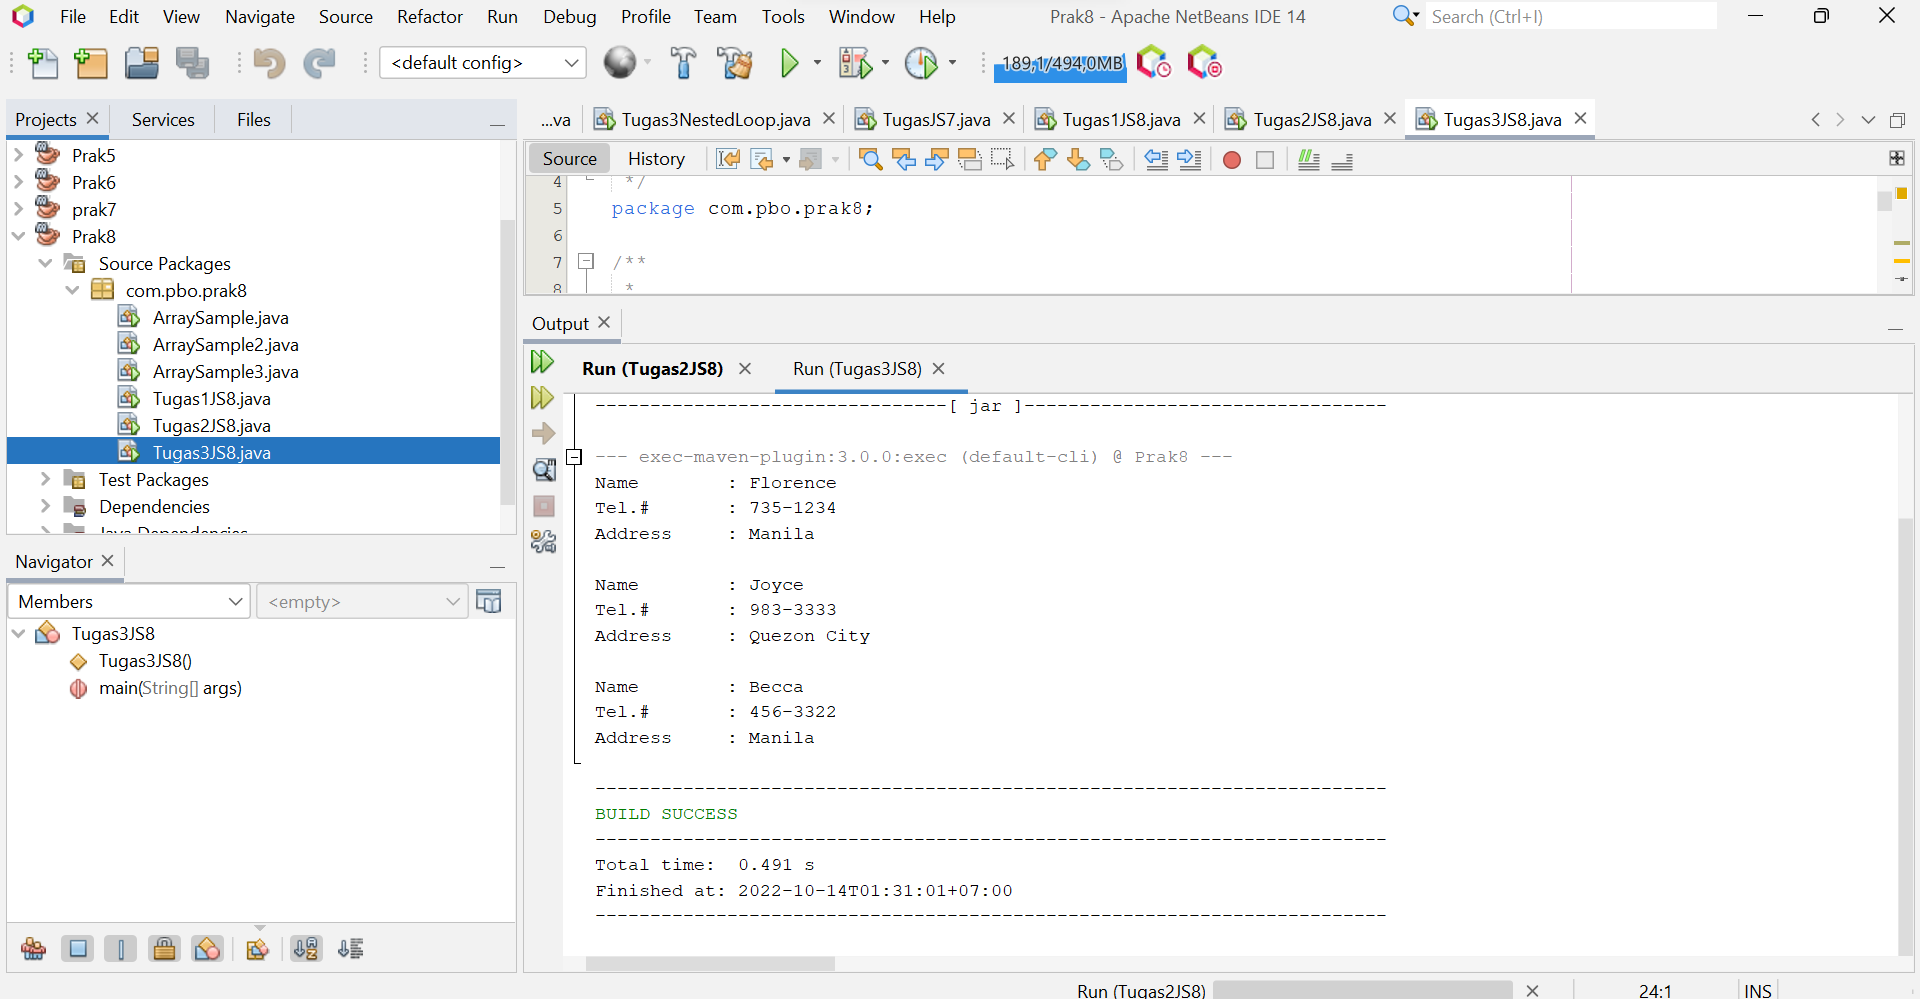 File Edit View Navigate Source Refactor Run Debug Profile Team Tools Window Help
Prak8 - Apache NetBeans IDE 14
Search (Ctrl+I)
<default config>
189,1/494,0MB
Projects Services Files
Prak5
Prak6
prak7
Prak8
Source Packages
com.pbo.prak8
ArraySample.java
ArraySample2.java
ArraySample3.java
Tugas1JS8.java
Tugas2JS8.java
Tugas3JS8.java
Test Packages
Dependencies
Java Dependencies
Navigator
Members
<empty>
Tugas3JS8
Tugas3JS8()
main(String[] args)
...va Tugas3NestedLoop.java TugasJS7.java Tugas1JS8.java Tugas2JS8.java Tugas3JS8.java
Source History
4 */
5 package com.pbo.prak8;
6
7 /**
8 *
Output
Run (Tugas2JS8) Run (Tugas3JS8)
--------------------------------[ jar ]---------------------------------
--- exec-maven-plugin:3.0.0:exec (default-cli) @ Prak8 ---
Name : Florence
Tel.# : 735-1234
Address : Manila
Name : Joyce
Tel.# : 983-3333
Address : Quezon City
Name : Becca
Tel.# : 456-3322
Address : Manila
------------------------------------------------------------------------
BUILD SUCCESS
------------------------------------------------------------------------
Total time: 0.491 s
Finished at: 2022-10-14T01:31:01+07:00
------------------------------------------------------------------------
Run (Tugas2JS8)
24:1
INS